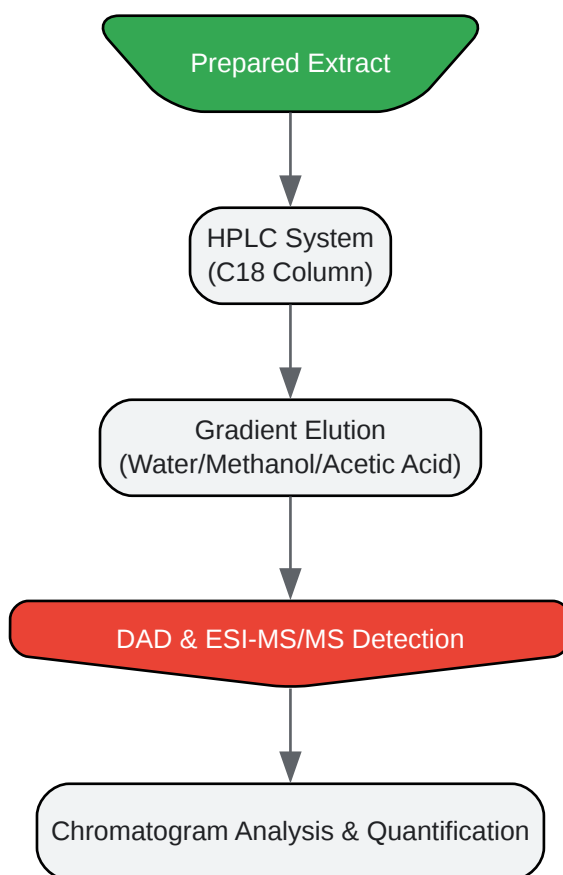 Prepared Extract
HPLC System
(C18 Column)
Gradient Elution
(Water/Methanol/Acetic Acid)
DAD & ESI-MS/MS Detection
Chromatogram Analysis & Quantification